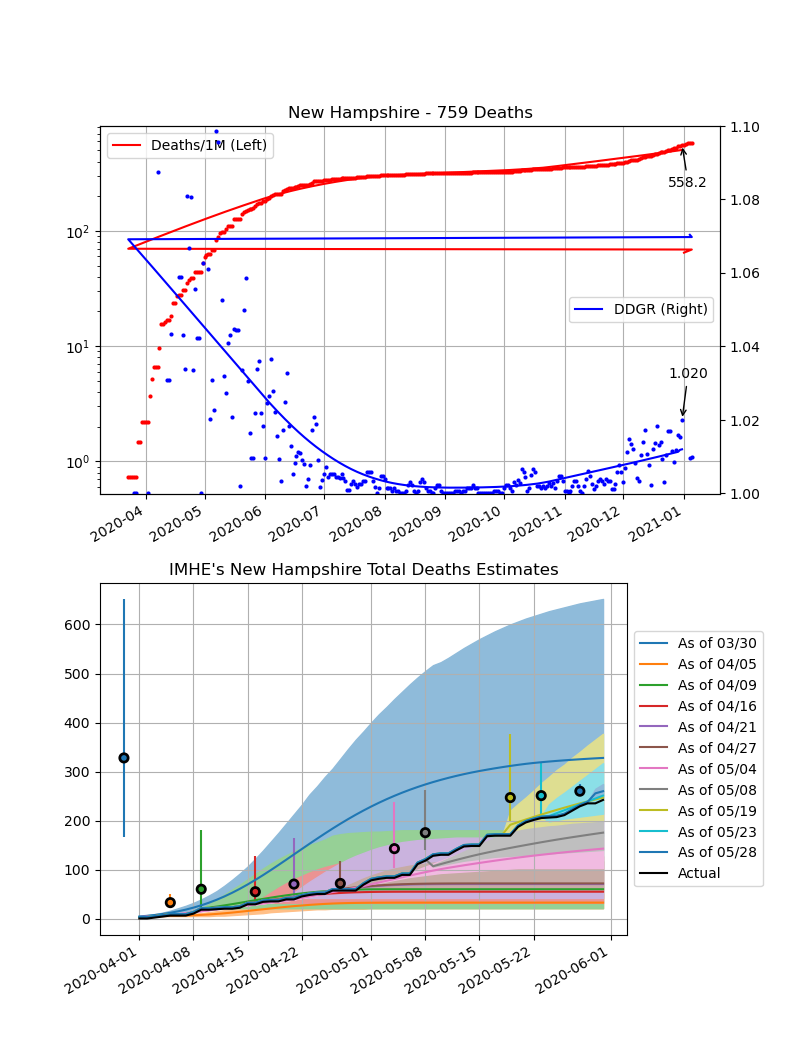 New Hampshire - 759 Deaths
Deaths/1M (Left)
DDGR (Right)
558.2
1.020
10²
10¹
10⁰
1.10
1.08
1.06
1.04
1.02
1.00
2020-04
2020-05
2020-06
2020-07
2020-08
2020-09
2020-10
2020-11
2020-12
2021-01
IMHE's New Hampshire Total Deaths Estimates
600
500
400
300
200
100
0
2020-04-01
2020-04-08
2020-04-15
2020-04-22
2020-05-01
2020-05-08
2020-05-15
2020-05-22
2020-06-01
As of 03/30
As of 04/05
As of 04/09
As of 04/16
As of 04/21
As of 04/27
As of 05/04
As of 05/08
As of 05/19
As of 05/23
As of 05/28
Actual